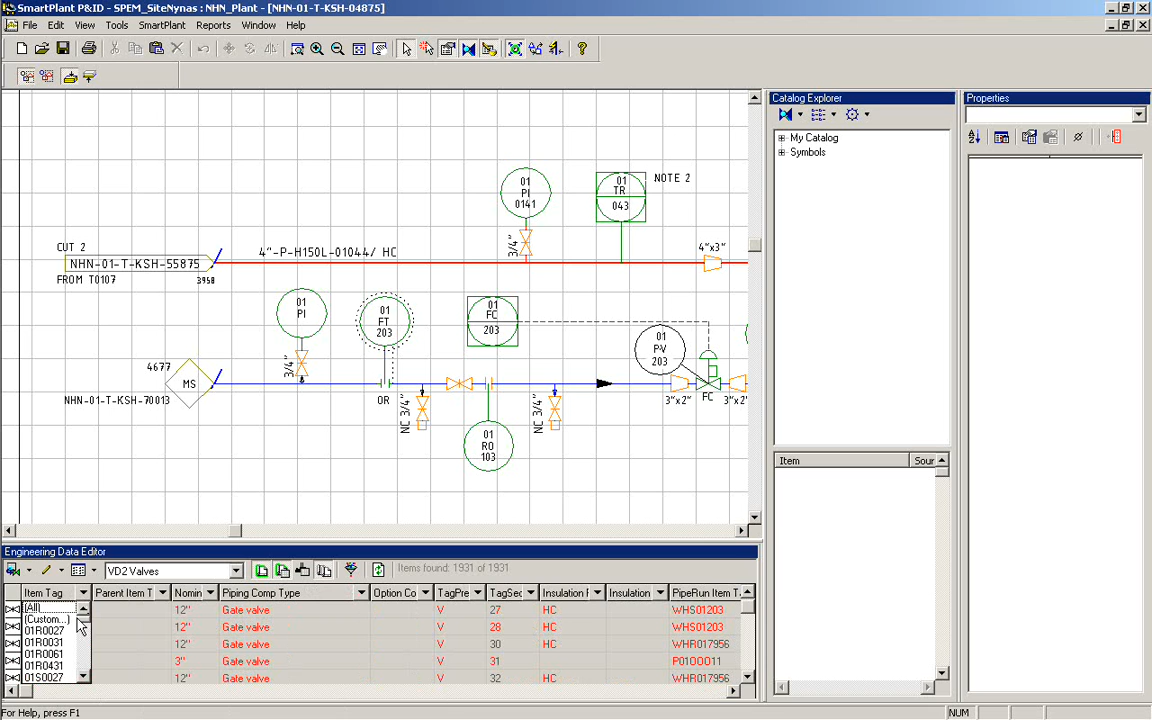 SmartPlant P&ID - SPEM_SiteNynas : NHN_Plant - [NHN-01-T-KSH-04875]
File Edit View Tools SmartPlant Reports Window Help
Catalog Explorer
My Catalog
Symbols
Item Sour
Properties
01
PI
0141
01
TR
043
NOTE 2
3/4"
4"x3"
CUT 2
4"-P-H150L-01044/ HC
NHN-01-T-KSH-55875
FROM T0107
3958
01
PI
01
FT
203
01
FC
203
01
PV
203
3/4"
4677
MS
NHN-01-T-KSH-70013
OR
NC 3/4"
NC 3/4"
3"x2"
FC
3"x2"
01
RO
103
Engineering Data Editor
VD2 Valves
Items found: 1931 of 1931
Item Tag Parent Item T Nomin Piping Comp Type Option Co TagPre TagSec Insulation F Insulation PipeRun Item T
(All) 12" Gate valve V 27 HC WHS01203
(Custom...)
01R0027 12" Gate valve V 28 WHS01203
01R0031 12" Gate valve V 30 HC WHR017956
01R0061
01R0431 3" Gate valve V 31 P01OO011
01S0027 12" Gate valve V 32 HC WHR017956
For Help, press F1
NUM